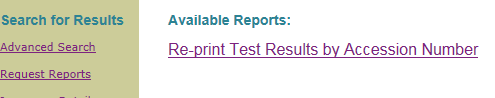 Search for Results
Advanced Search
Request Reports
Available Reports:
Re-print Test Results by Accession Number